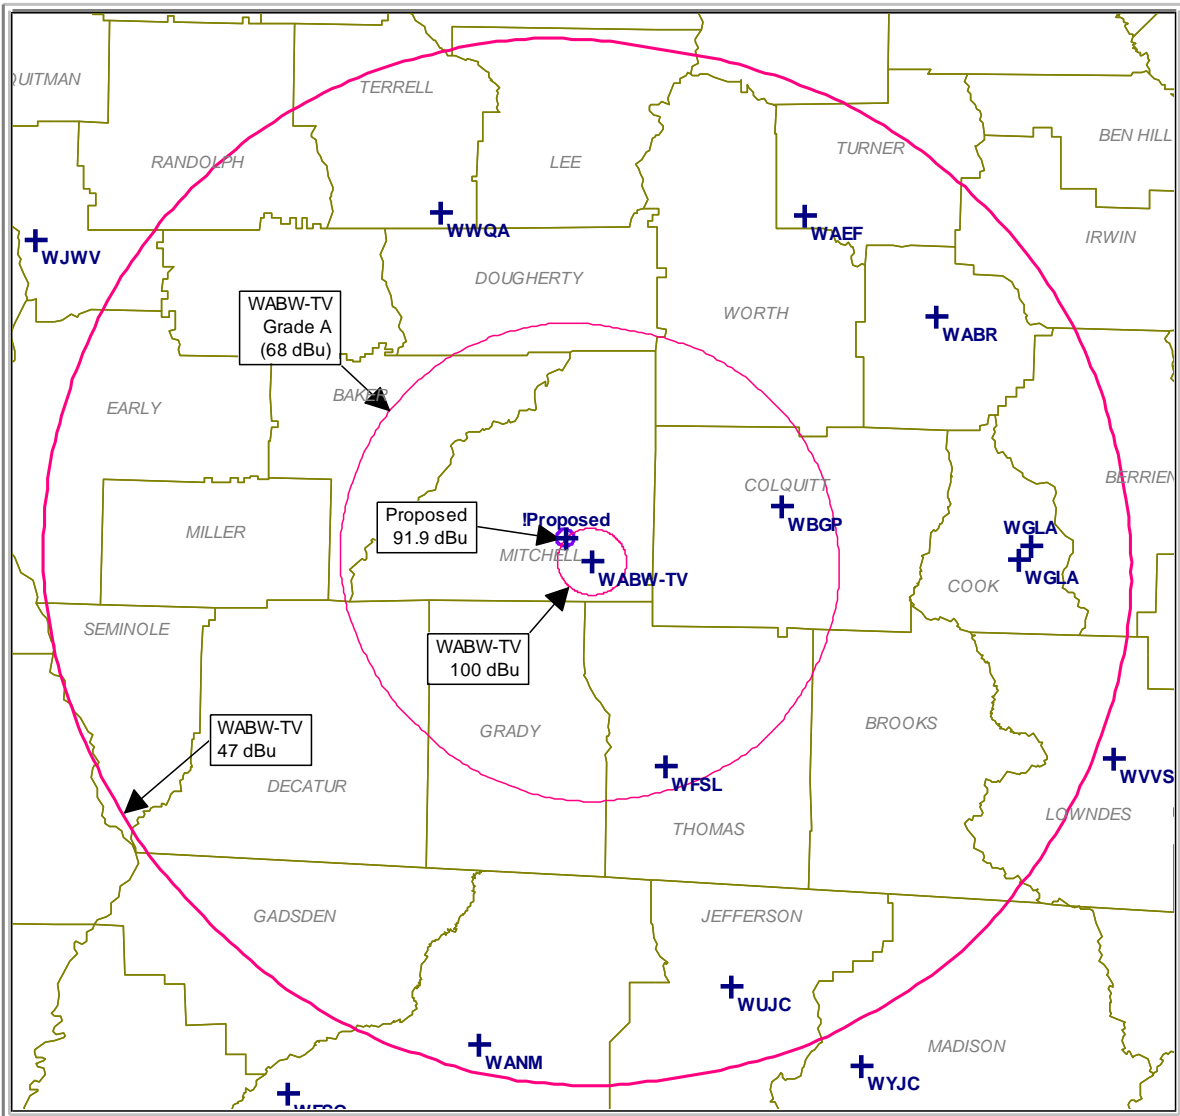 QUITMAN
TERRELL
BEN HILL
TURNER
RANDOLPH
LEE
WWQA
WAEF
IRWIN
WJWV
DOUGHERTY
WABW-TV
Grade A
(68 dBu)
WORTH
WABR
BAKER
EARLY
BERRIEN
COLQUITT
Proposed
91.9 dBu
!Proposed
WBGP
MILLER
MITCHELL
WGLA
WABW-TV
WGLA
COOK
SEMINOLE
WABW-TV
100 dBu
WABW-TV
47 dBu
GRADY
BROOKS
DECATUR
WFSL
WVVS
THOMAS
LOWNDES
GADSDEN
JEFFERSON
WUJC
WANM
MADISON
WYJC